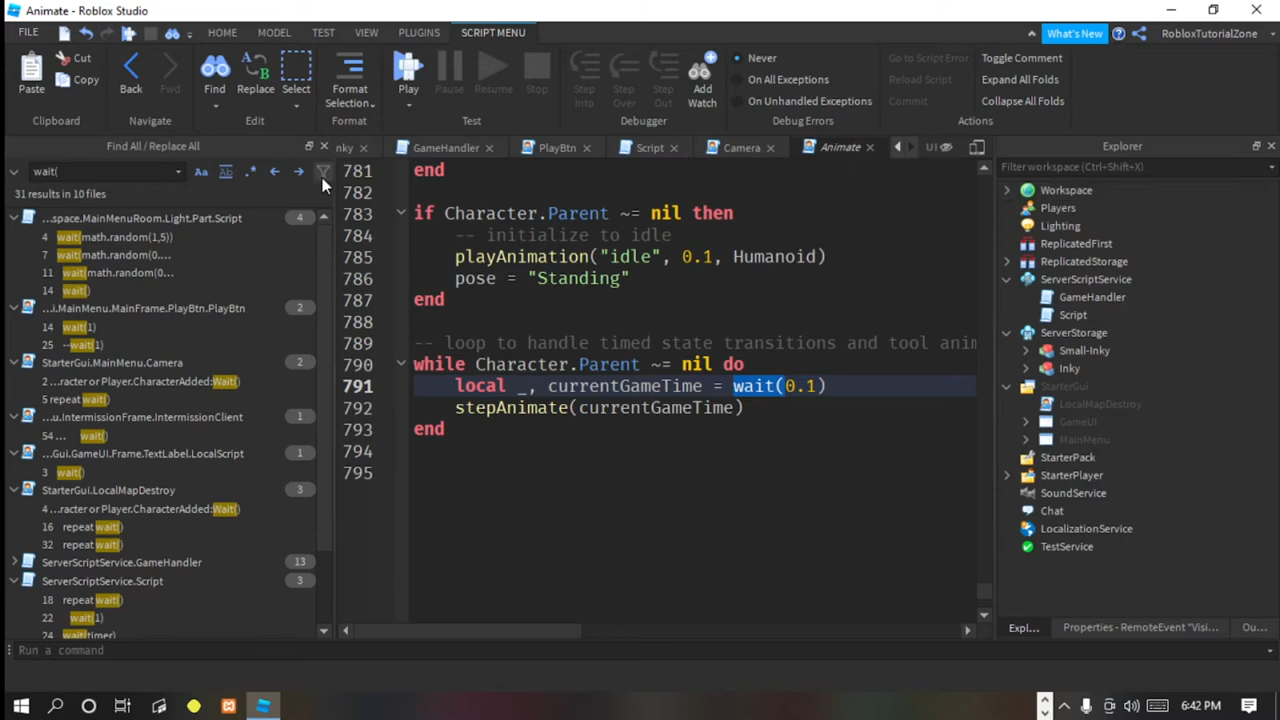 Animate - Roblox Studio
FILE HOME MODEL TEST VIEW PLUGINS SCRIPT MENU What's New RobloxTutorialZone
Paste Cut Copy Back Fwd Find Replace Select Format Selection... Play Pause Resume Stop Step Into Step Over Step Out Add Watch
Never
On All Exceptions
On Unhandled Exceptions
Go to Script Error
Reload Script
Commit
Toggle Comment
Expand All Folds
Collapse All Folds
Clipboard Navigate Edit Format Test Debugger Debug Errors Actions
Find All / Replace All
nky GameHandler PlayBtn Script Camera Animate UI
wait( Aa Ab .*
31 results in 10 files
...space.MainMenuRoom.Light.Part.Script 4
4 wait(math.random(1,5))
7 wait(math.random(0....
11 wait(math.random(0...
14 wait()
...i.MainMenu.MainFrame.PlayBtn.PlayBtn 2
14 wait(1)
25 --wait(1)
StarterGui.MainMenu.Camera 2
2 ...racter or Player.CharacterAdded:Wait()
5 repeat wait()
...u.IntermissionFrame.IntermissionClient 1
54 ... wait()
...Gui.GameUI.Frame.TextLabel.LocalScript 1
3 wait()
StarterGui.LocalMapDestroy 3
4 ...racter or Player.CharacterAdded:Wait()
16 repeat wait()
32 repeat wait()
ServerScriptService.GameHandler 13
ServerScriptService.Script 3
18 repeat wait()
22 wait(1)
24 wait(timer)
781 end
782
783 if Character.Parent ~= nil then
784 -- initialize to idle
785 playAnimation("idle", 0.1, Humanoid)
786 pose = "Standing"
787 end
788
789 -- loop to handle timed state transitions and tool anim
790 while Character.Parent ~= nil do
791 local _, currentGameTime = wait(0.1)
792 stepAnimate(currentGameTime)
793 end
794
795
Explorer
Filter workspace (Ctrl+Shift+X)
Workspace
Players
Lighting
ReplicatedFirst
ReplicatedStorage
ServerScriptService
GameHandler
Script
ServerStorage
Small-Inky
Inky
StarterGui
LocalMapDestroy
GameUI
MainMenu
StarterPack
StarterPlayer
SoundService
Chat
LocalizationService
TestService
Expl... Properties - RemoteEvent "Visi... Ou...
Run a command
6:42 PM